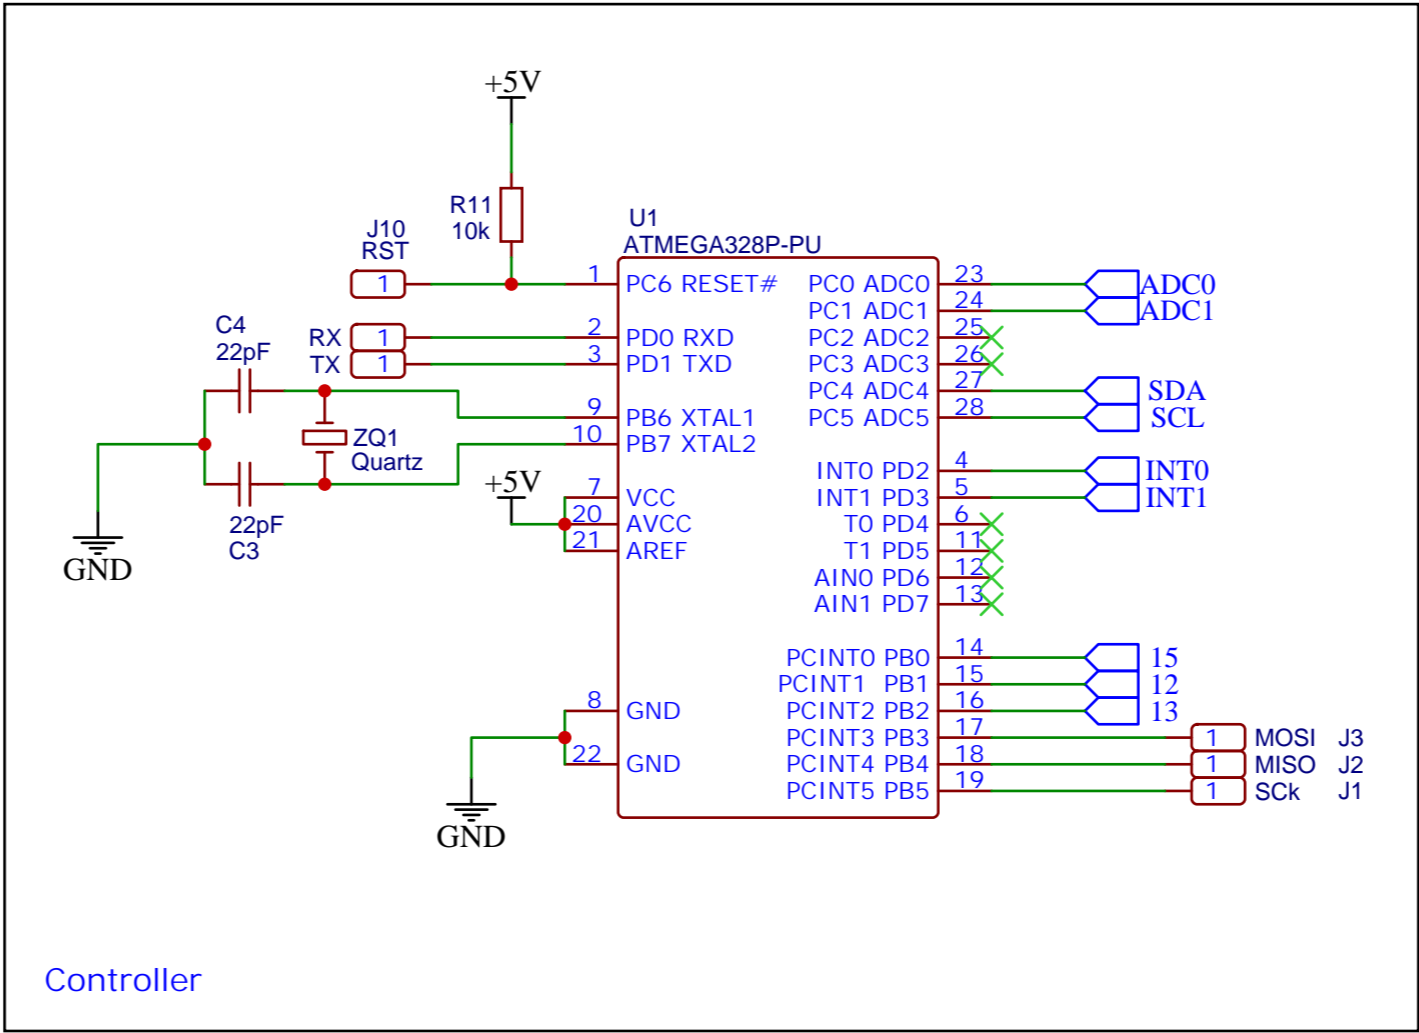 +5V
R11
10k
J10
RST
1
U1
ATMEGA328P-PU
1 PC6 RESET# PC0 ADC0 23 ADC0
PC1 ADC1 24 ADC1
RX 1 2 PD0 RXD PC2 ADC2 25
TX 1 3 PD1 TXD PC3 ADC3 26
C4
22pF
PC4 ADC4 27 SDA
9 PB6 XTAL1 PC5 ADC5 28 SCL
ZQ1
Quartz
10 PB7 XTAL2
INT0 PD2 4 INT0
+5V
7 VCC INT1 PD3 5 INT1
20 AVCC T0 PD4 6
21 AREF T1 PD5 11
22pF
C3
GND
AIN0 PD6 12
AIN1 PD7 13
PCINT0 PB0 14 15
PCINT1 PB1 15 12
8 GND PCINT2 PB2 16 13
PCINT3 PB3 17 1 MOSI J3
22 GND PCINT4 PB4 18 1 MISO J2
PCINT5 PB5 19 1 SCk J1
GND
Controller